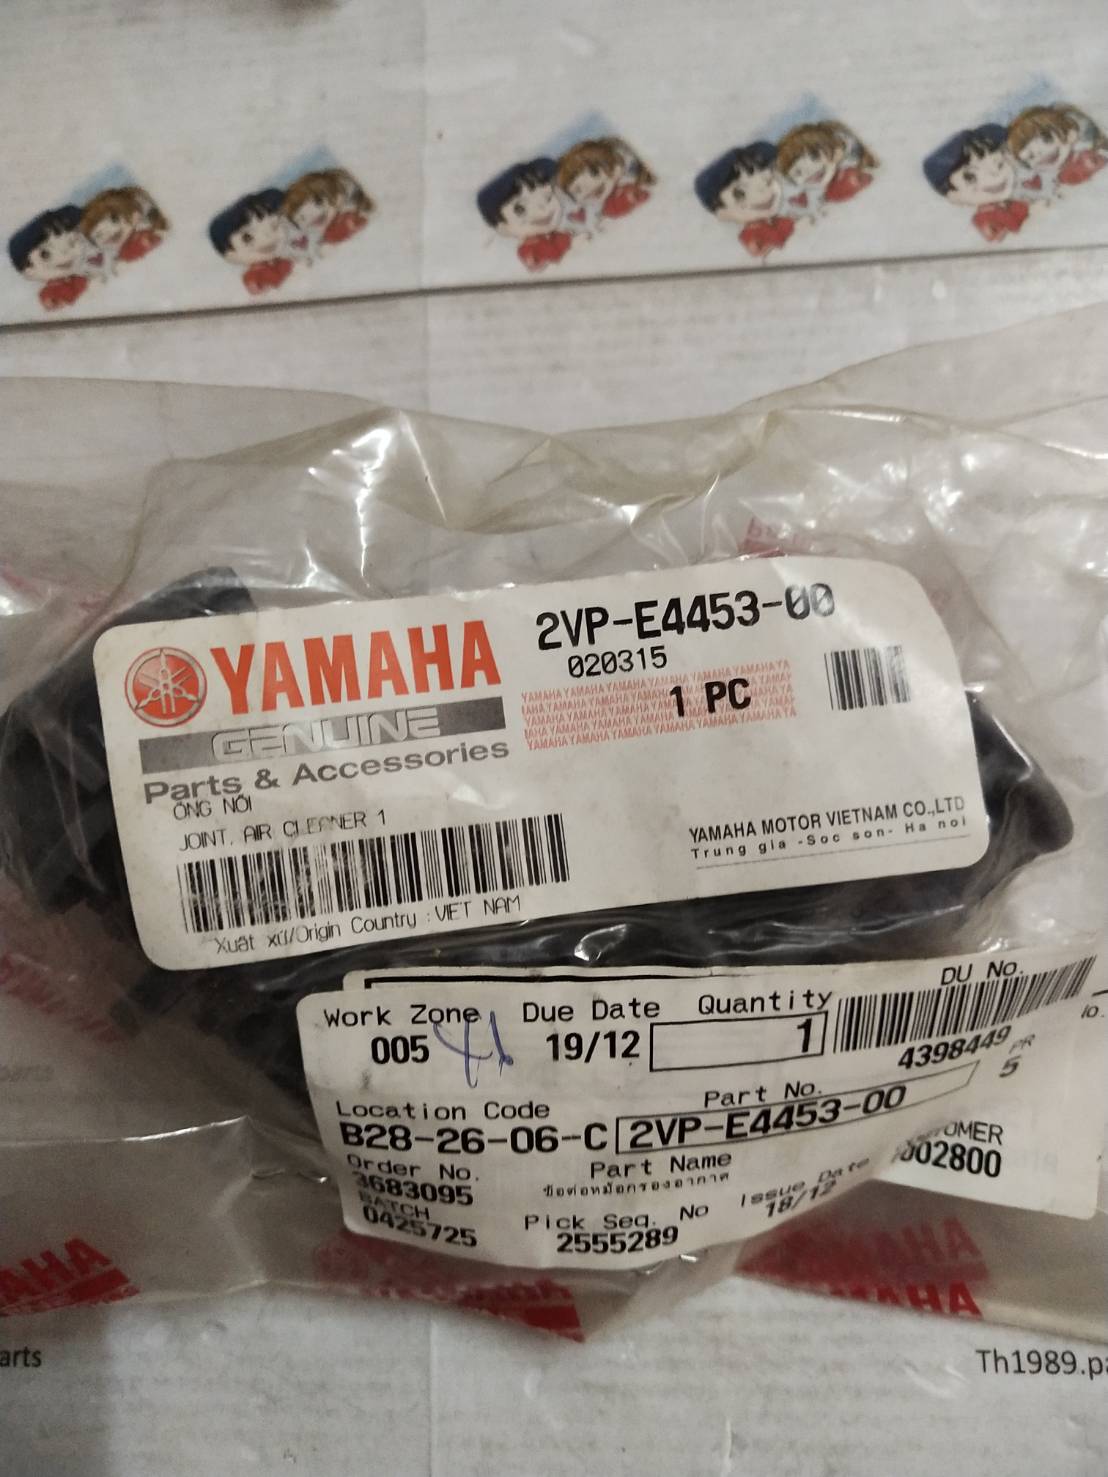 YAMAHA
GENUINE
Parts & Accessories
2VP-E4453-00
020315
1 PC
ỐNG NỐI
JOINT, AIR CLEANER 1
Xuất xứ/Origin Country : VIET NAM
YAMAHA MOTOR VIETNAM CO.,LTD
Trung gia -Soc son- Ha noi
Work Zone Due Date Quantity DU No.
005 19/12 1
4398449
PR
5
Location Code Part No.
B28-26-06-C 2VP-E4453-00
Order No. Part Name
3683095 ข้อต่อหม้อกรองอากาศ
BATCH Pick Seq. No Issue Date
0425725 2555289 18/12
002800
AMAHA
arts
Th1989.pa